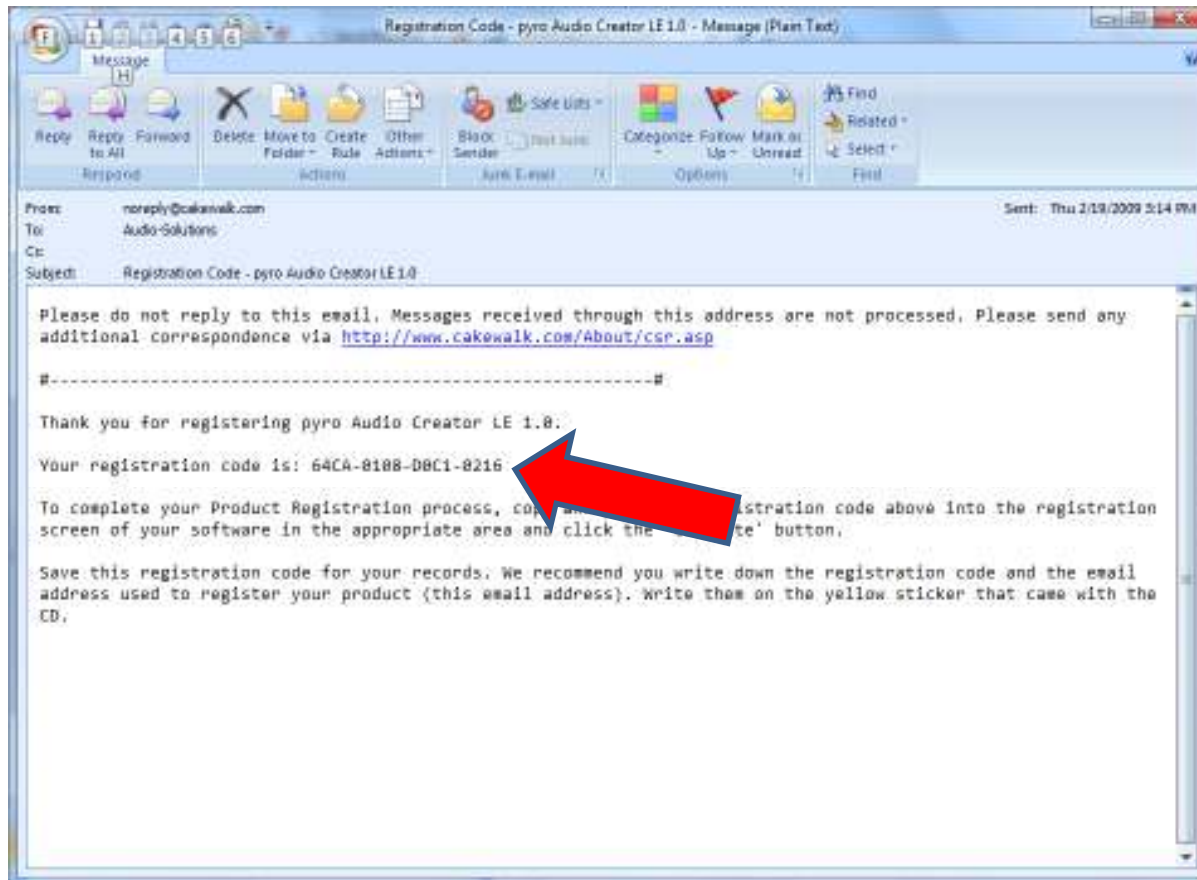 Registration Code - pyro Audio Creator LE 1.0 - Message (Plain Text)
F 1 4 5 6
Message
H
Reply Reply to All Forward
Delete Move to Folder Create Rule Other Actions
Block Sender Safe Lists Not Junk
Categorize Follow Up Mark as Unread
Find
Related
Select
Respond Actions Junk E-mail Options Find
From: noreply@cakewalk.com Sent: Thu 2/19/2009 3:14 PM
To: Audio-Solutions
Cc:
Subject: Registration Code - pyro Audio Creator LE 1.0
Please do not reply to this email. Messages received through this address are not processed. Please send any
additional correspondence via http://www.cakewalk.com/About/csr.asp
#------------------------------------------------------------#
Thank you for registering pyro Audio Creator LE 1.0.
Your registration code is: 64CA-0108-D0C1-0216
To complete your Product Registration process, copy registration code above into the registration
screen of your software in the appropriate area and click the button.
Save this registration code for your records. We recommend you write down the registration code and the email
address used to register your product (this email address). Write them on the yellow sticker that came with the
CD.